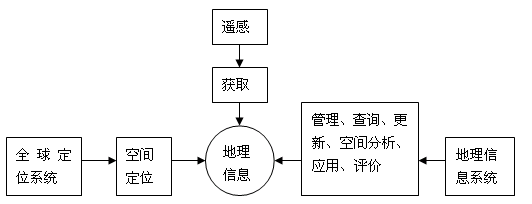 遥感
获取
管理、查询、更
新、空间分析、
应用、评价
全球定
位系统
空间
定位
地理
信息
地理信
息系统